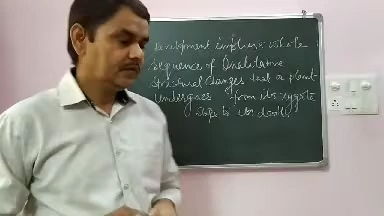 Development implies whole
Sequence of Qualitative
structural changes that a plant
undergoes from its zygote
stage to its death